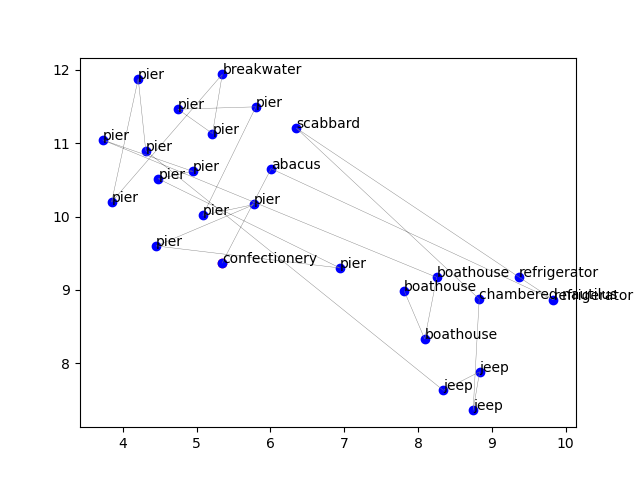 12
breakwater
pier
pier
pier
scabbard
pier
11
pier
pier
pier
abacus
pier
pier
pier
pier
10
pier
confectionery
pier
boathouse
refrigerator
9
boathouse
chambered nautilus
refrigerator
boathouse
8
jeep
jeep
jeep
4 5 6 7 8 9 10